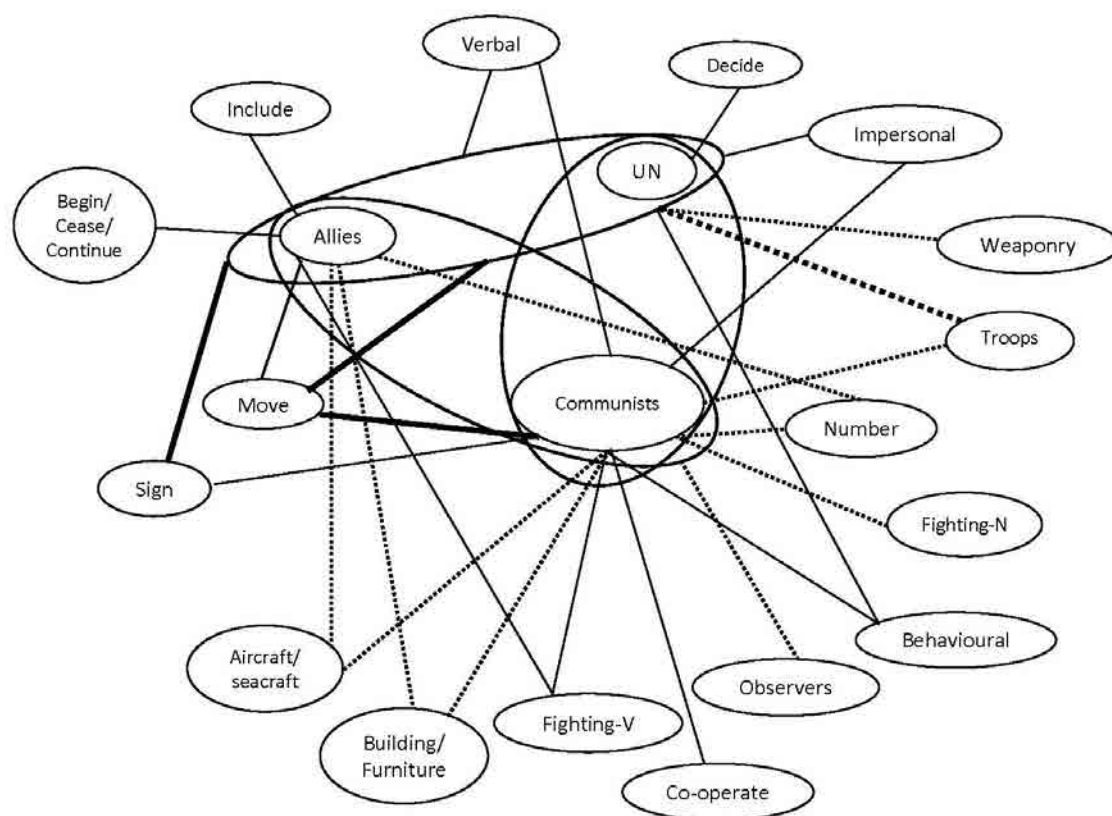 Verbal
Decide
Include
Impersonal
UN
Begin/
Cease/
Continue
Allies
Weaponry
Troops
Move
Communists
Number
Sign
Fighting-N
Behavioural
Aircraft/
seacraft
Observers
Fighting-V
Building/
Furniture
Co-operate